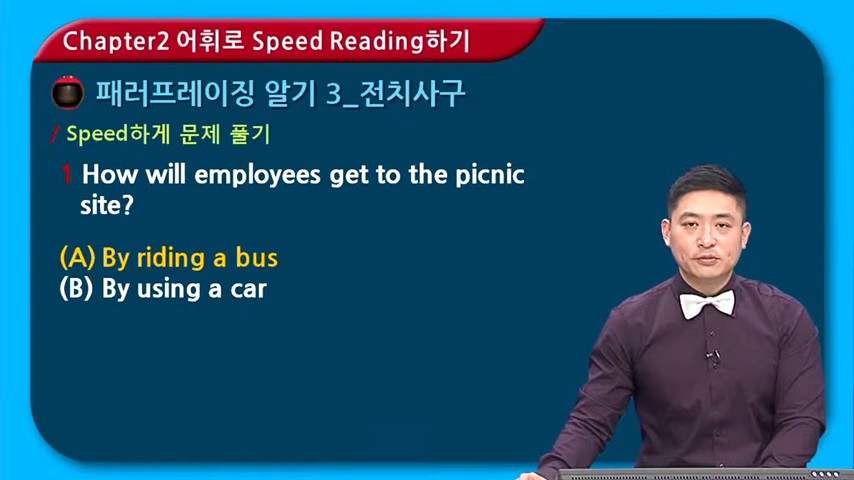 Chapter2 어휘로 Speed Reading하기
패러프레이징 알기 3_전치사구
/ Speed하게 문제 풀기
1 How will employees get to the picnic
site?
(A) By riding a bus
(B) By using a car